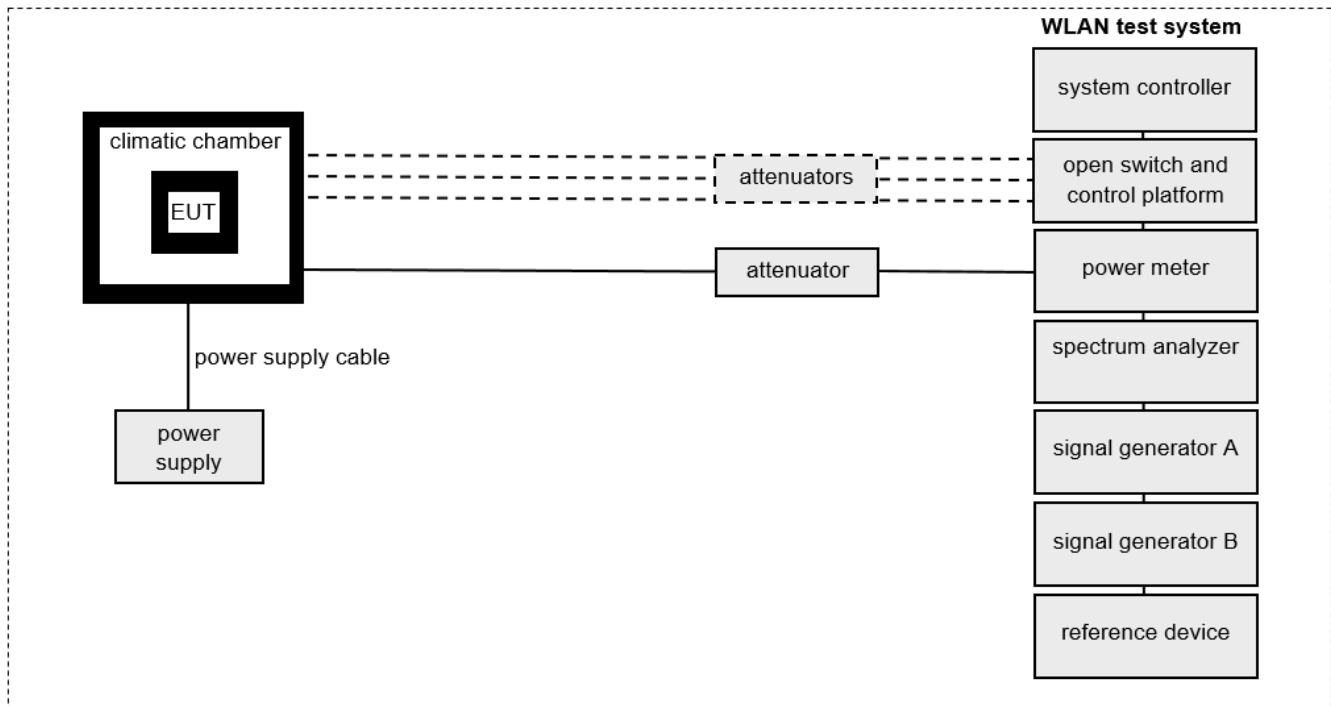 WLAN test system
system controller
climatic chamber
EUT
attenuators
open switch and
control platform
attenuator
power meter
power supply cable
spectrum analyzer
power
supply
signal generator A
signal generator B
reference device